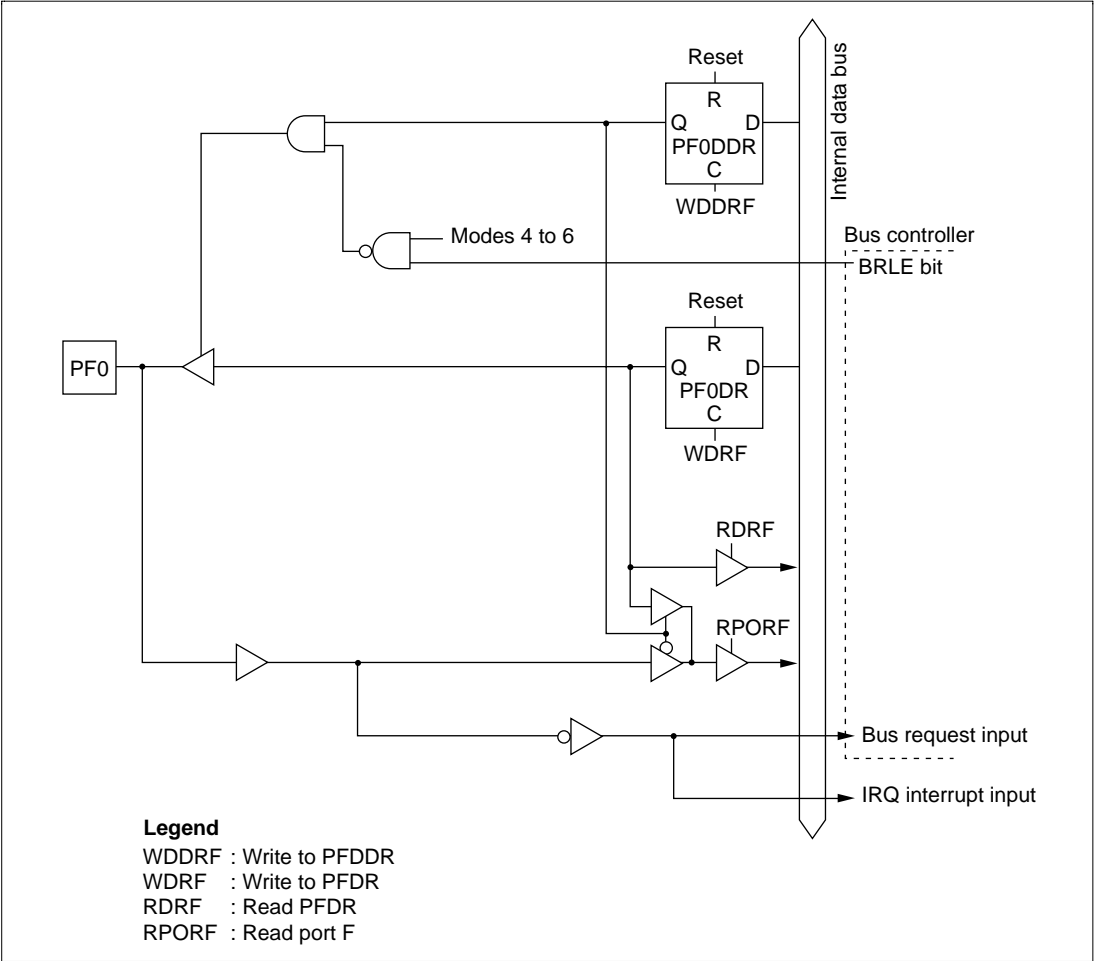 Reset
R
Q D
PF0DDR
C
WDDRF
Internal data bus
Modes 4 to 6
Bus controller
BRLE bit
Reset
R
Q D
PF0DR
C
WDRF
PF0
RDRF
RPORF
Bus request input
IRQ interrupt input
Legend
WDDRF : Write to PFDDR
WDRF : Write to PFDR
RDRF : Read PFDR
RPORF : Read port F